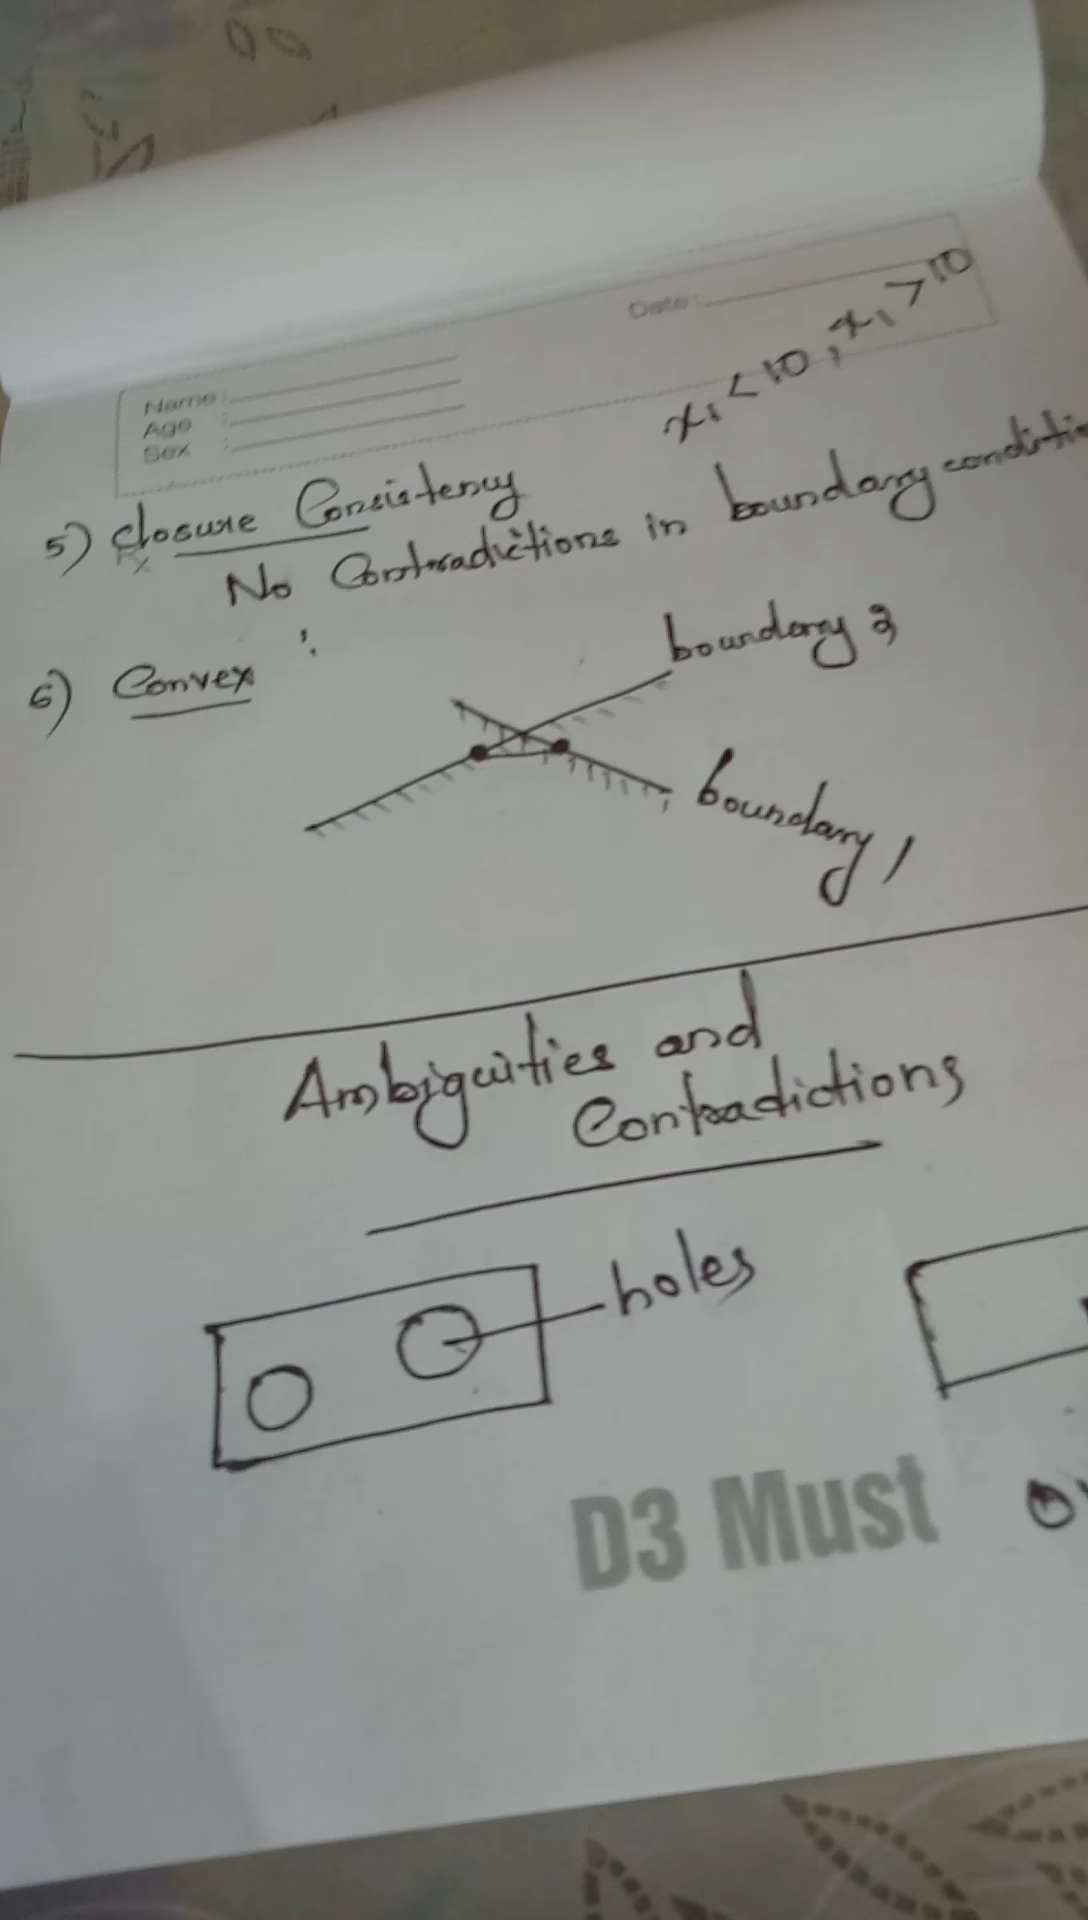 Date:
Name:
Age :
Sex :
x₁ < 10, x₁ > 10
5) closure Consistency
No Contradictions in boundary conditi
6) Convex :
boundary 2
boundary 1
Ambiguities and
Contradictions
holes
D3 Must